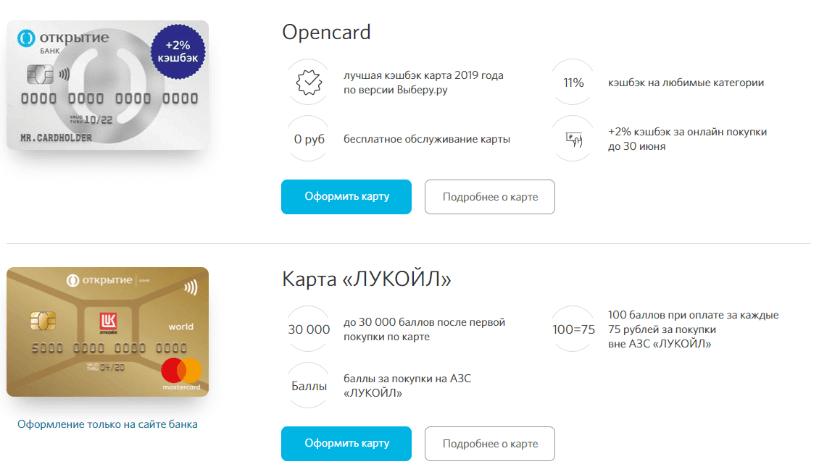 открытие
БАНК
+2%
кэшбэк
0000 0000 0000 0000
VALID THRU 10/22
MR.CARDHOLDER
Opencard
лучшая кэшбэк карта 2019 года
по версии Выберу.ру
11%
кэшбэк на любимые категории
0 руб
бесплатное обслуживание карты
+2% кэшбэк за онлайн покупки
до 30 июня
Оформить карту
Подробнее о карте
открытие БАНК
ЛУКОЙЛ
world
5000 0000 0000 0000
VALID THRU 04/20
mastercard
Оформление только на сайте банка
Карта «ЛУКОЙЛ»
30 000
до 30 000 баллов после первой
покупки по карте
100=75
100 баллов при оплате за каждые
75 рублей за покупки
вне АЗС «ЛУКОЙЛ»
Баллы
баллы за покупки на АЗС
«ЛУКОЙЛ»
Оформить карту
Подробнее о карте